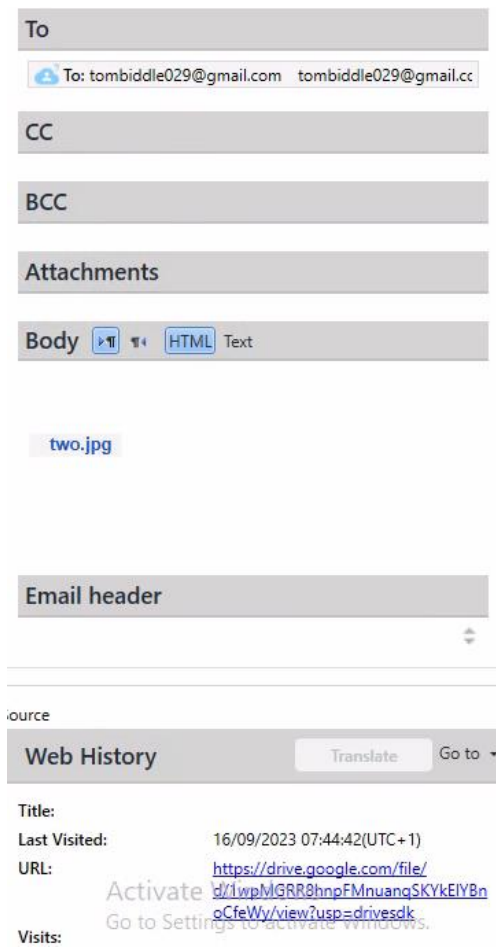 To
To: tombiddle029@gmail.com tombiddle029@gmail.cc
CC
BCC
Attachments
Body HTML Text
two.jpg
Email header
Source
Web History Translate Go to
Title:
Last Visited: 16/09/2023 07:44:42(UTC+1)
URL: https://drive.google.com/file/
d/1wpMGRR8hnpFMnuanqSKYkElYBn
oCfeWy/view?usp=drivesdk
Activate Windows
Go to Settings to activate Windows.
Visits: